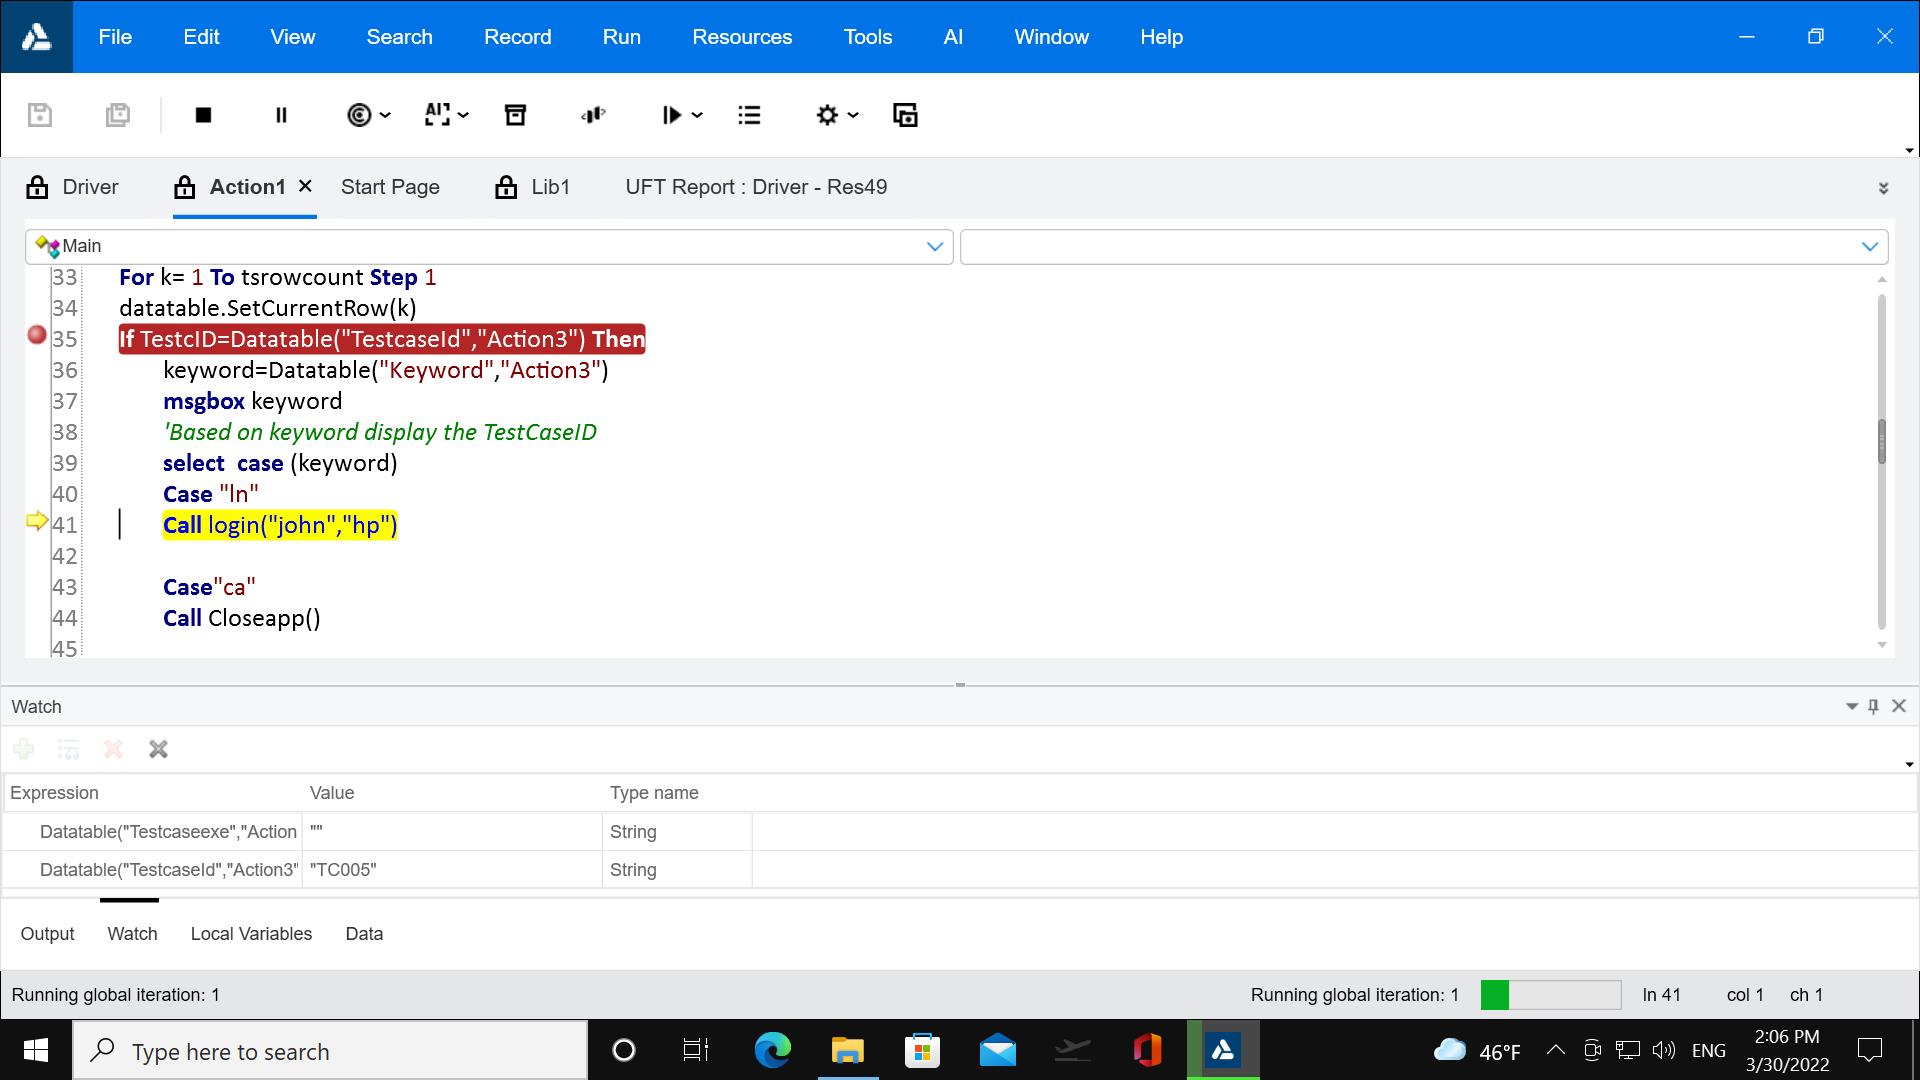 File Edit View Search Record Run Resources Tools AI Window Help
AI
Driver Action1 Start Page Lib1 UFT Report : Driver - Res49
Main
33 For k= 1 To tsrowcount Step 1
34 datatable.SetCurrentRow(k)
35 If TestcID=Datatable("TestcaseId","Action3") Then
36 keyword=Datatable("Keyword","Action3")
37 msgbox keyword
38 'Based on keyword display the TestCaseID
39 select case (keyword)
40 Case "ln"
41 Call login("john","hp")
42
43 Case"ca"
44 Call Closeapp()
45
Watch
Expression Value Type name
Datatable("Testcaseexe","Action "" String
Datatable("TestcaseId","Action3" "TC005" String
Output Watch Local Variables Data
Running global iteration: 1 Running global iteration: 1 ln 41 col 1 ch 1
Type here to search 46°F ENG 2:06 PM
3/30/2022